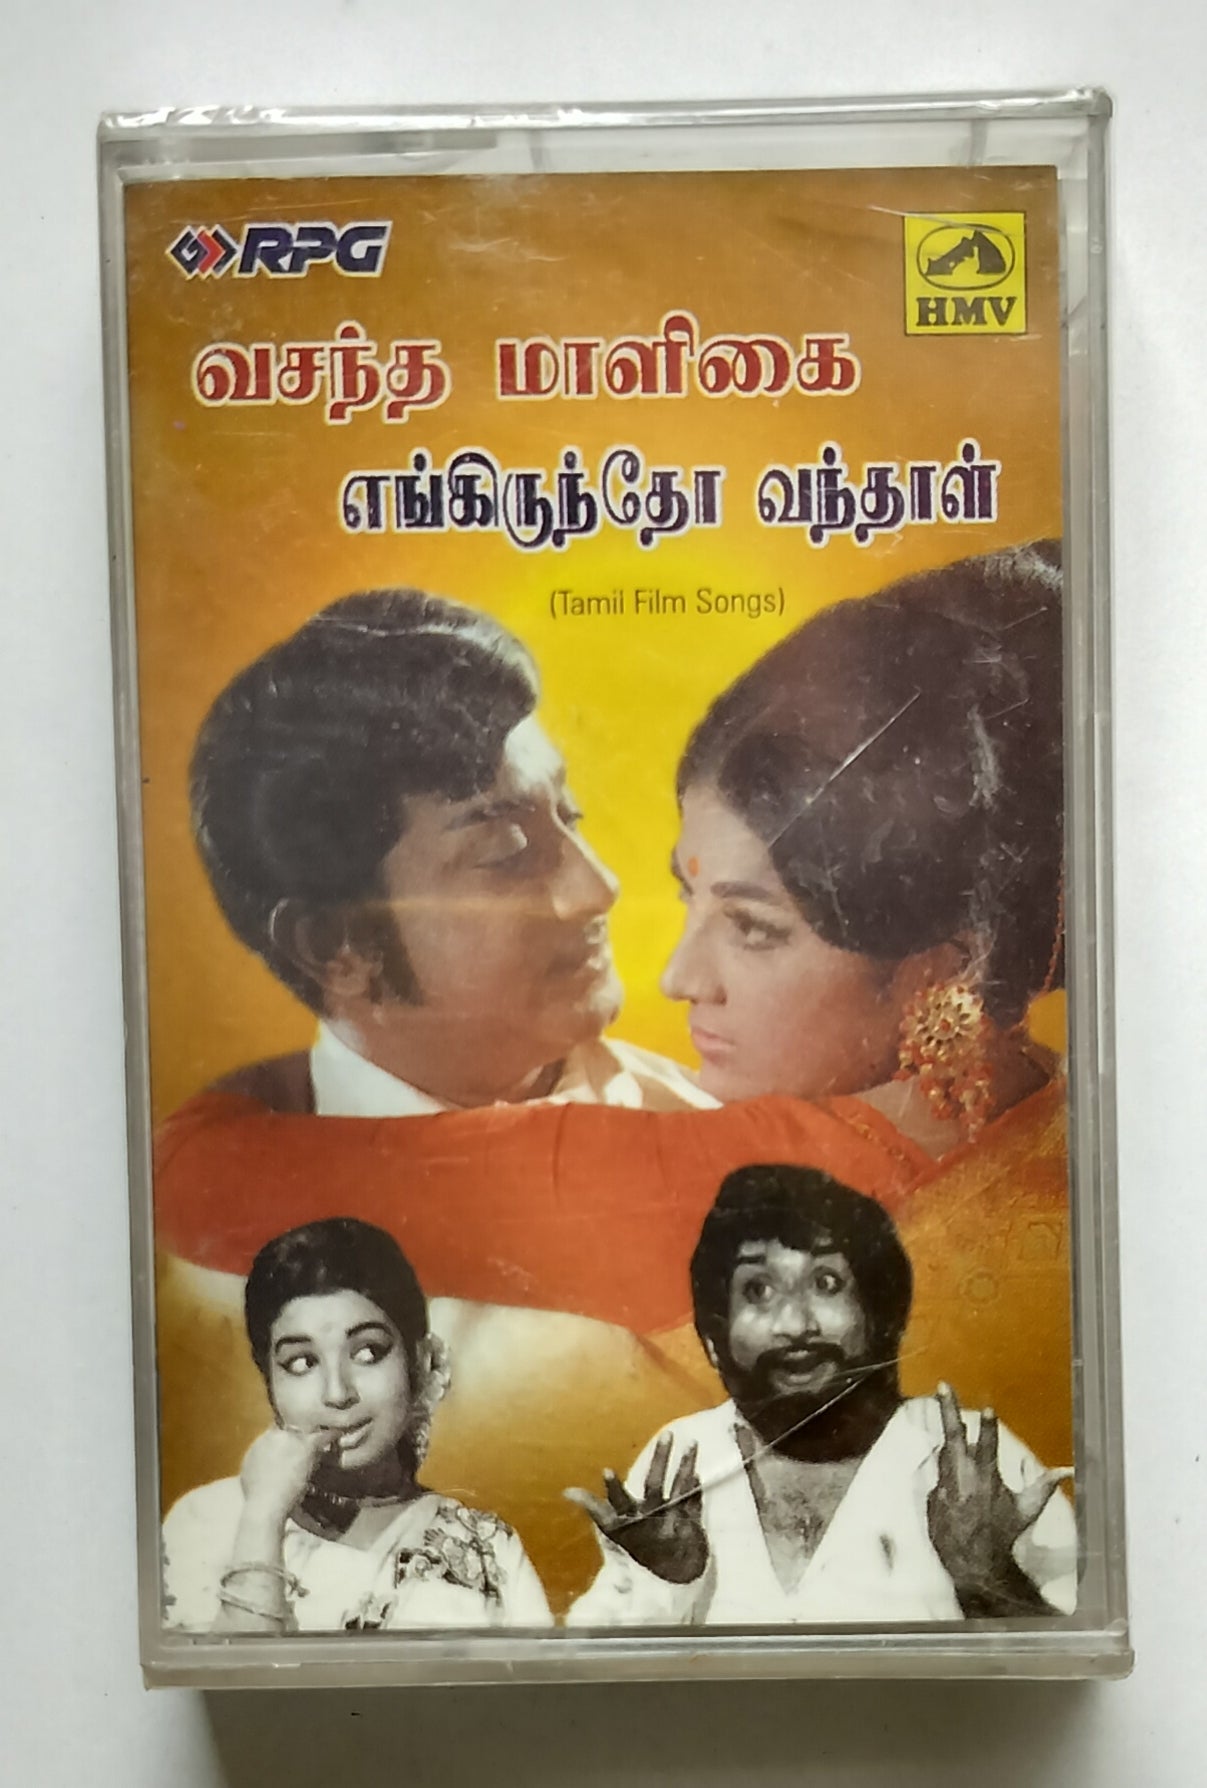 RPG
HMV
வசந்த மாளிகை
எங்கிருந்தோ வந்தாள்
(Tamil Film Songs)